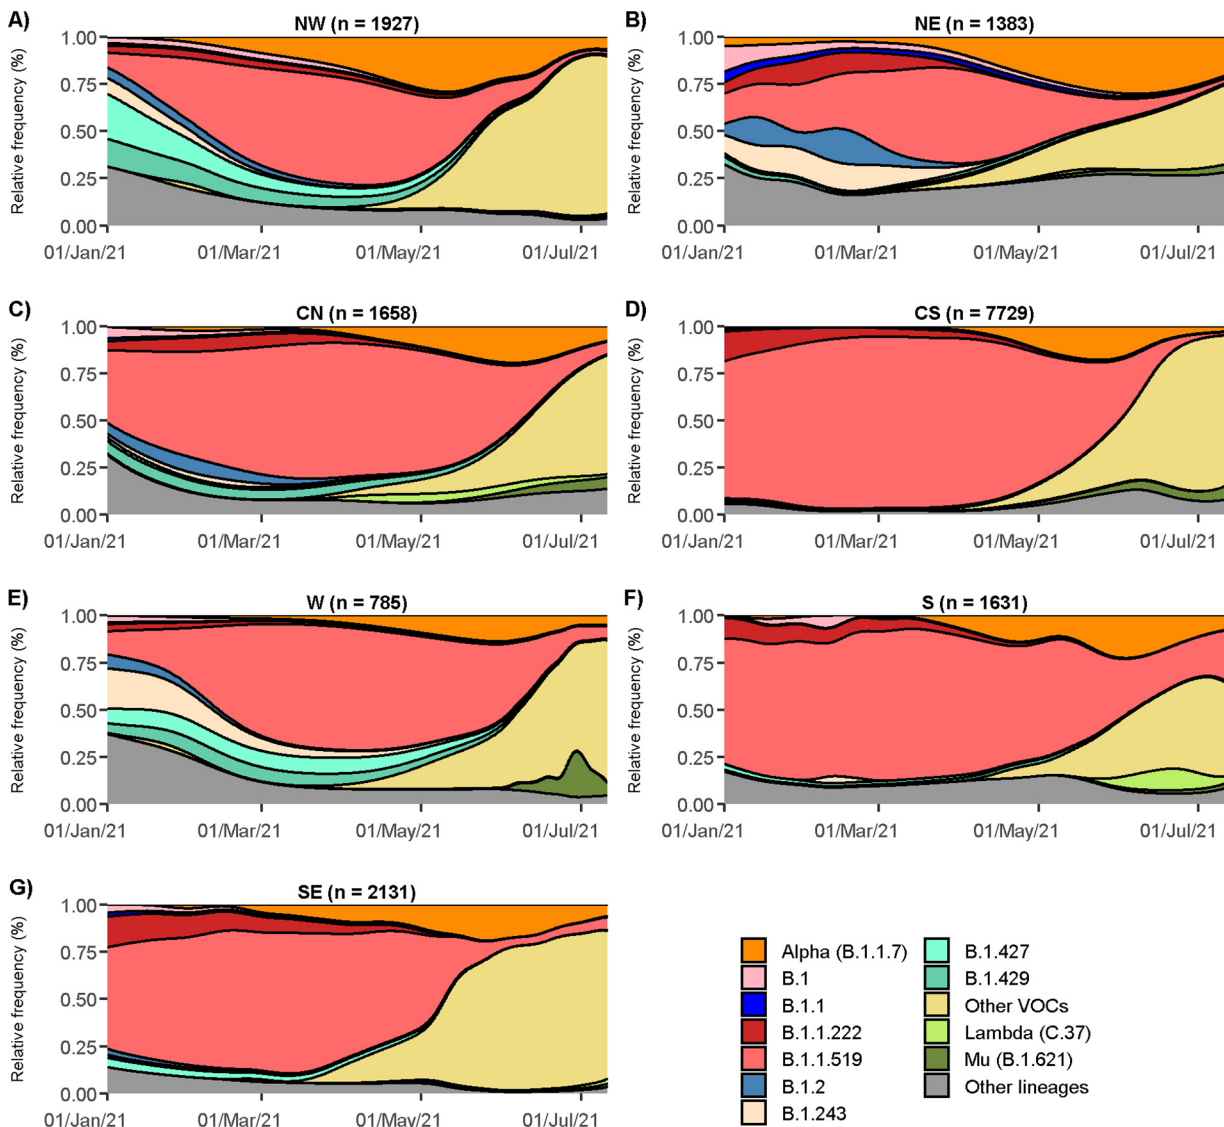 A)
NW (n = 1927)
Relative frequency (%)
1.00
0.75
0.50
0.25
0.00
01/Jan/21 01/Mar/21 01/May/21 01/Jul/21
B)
NE (n = 1383)
Relative frequency (%)
1.00
0.75
0.50
0.25
0.00
01/Jan/21 01/Mar/21 01/May/21 01/Jul/21
C)
CN (n = 1658)
Relative frequency (%)
1.00
0.75
0.50
0.25
0.00
01/Jan/21 01/Mar/21 01/May/21 01/Jul/21
D)
CS (n = 7729)
Relative frequency (%)
1.00
0.75
0.50
0.25
0.00
01/Jan/21 01/Mar/21 01/May/21 01/Jul/21
E)
W (n = 785)
Relative frequency (%)
1.00
0.75
0.50
0.25
0.00
01/Jan/21 01/Mar/21 01/May/21 01/Jul/21
F)
S (n = 1631)
Relative frequency (%)
1.00
0.75
0.50
0.25
0.00
01/Jan/21 01/Mar/21 01/May/21 01/Jul/21
G)
SE (n = 2131)
Relative frequency (%)
1.00
0.75
0.50
0.25
0.00
01/Jan/21 01/Mar/21 01/May/21 01/Jul/21
Alpha (B.1.1.7)
B.1
B.1.1
B.1.1.222
B.1.1.519
B.1.2
B.1.243
B.1.427
B.1.429
Other VOCs
Lambda (C.37)
Mu (B.1.621)
Other lineages